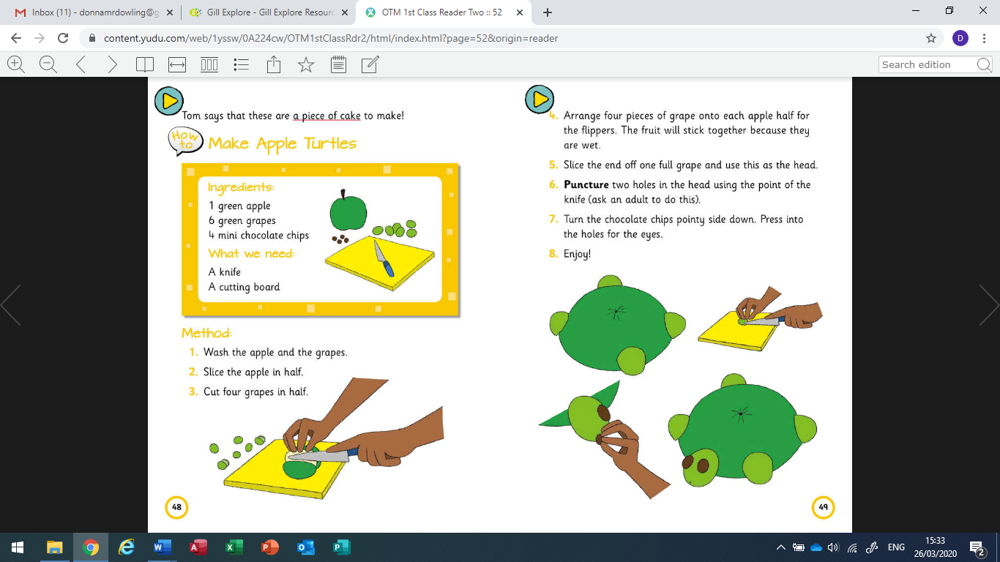 Inbox (11) - donnamrdowling@g
Gill Explore - Gill Explore Resourc
OTM 1st Class Reader Two :: 52
content.yudu.com/web/1yssw/0A224cw/OTM1stClassRdr2/html/index.html?page=52&origin=reader
D
Search edition
Tom says that these are a piece of cake to make!
How to
Make Apple Turtles
Ingredients:
1 green apple
6 green grapes
4 mini chocolate chips
What we need:
A knife
A cutting board
Method:
1. Wash the apple and the grapes.
2. Slice the apple in half.
3. Cut four grapes in half.
48
4. Arrange four pieces of grape onto each apple half for
the flippers. The fruit will stick together because they
are wet.
5. Slice the end off one full grape and use this as the head.
6. Puncture two holes in the head using the point of the
knife (ask an adult to do this).
7. Turn the chocolate chips pointy side down. Press into
the holes for the eyes.
8. Enjoy!
49
ENG
15:33
26/03/2020
2